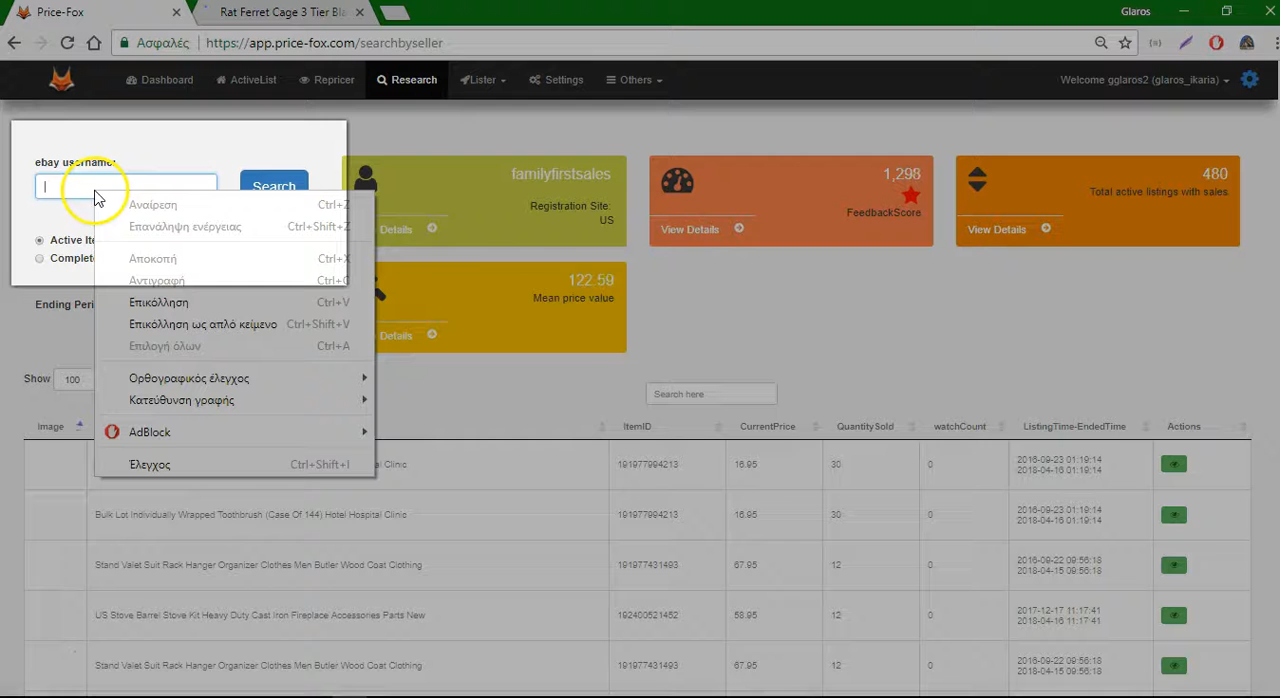 Price-Fox
Rat Ferret Cage 3 Tier Bla
Glaros
Ασφαλές
https://app.price-fox.com/searchbyseller
Dashboard
ActiveList
Repricer
Research
Lister
Settings
Others
Welcome gglaros2 (glaros_ikaria)
ebay username:
Search
Active Ite
Complete
Ending Peri
Αναίρεση Ctrl+Z
Επανάληψη ενέργειας Ctrl+Shift+Z
Αποκοπή Ctrl+X
Αντιγραφή Ctrl+C
Επικόλληση Ctrl+V
Επικόλληση ως απλό κείμενο Ctrl+Shift+V
Επιλογή όλων Ctrl+A
Ορθογραφικός έλεγχος
Κατεύθυνση γραφής
AdBlock
Έλεγχος Ctrl+Shift+I
familyfirstsales
Registration Site:
US
Details
1,298
FeedbackScore
View Details
480
Total active listings with sales
View Details
122.59
Mean price value
Details
Show 100
Search here
Image ItemID CurrentPrice QuantitySold watchCount ListingTime-EndedTime Actions
al Clinic 191977994213 16.95 30 0 2016-09-23 01:19:14
2018-04-16 01:19:14
Bulk Lot Individually Wrapped Toothbrush (Case Of 144) Hotel Hospital Clinic 191977994213 16.95 30 0 2016-09-23 01:19:14
2018-04-16 01:19:14
Stand Valet Suit Rack Hanger Organizer Clothes Men Butler Wood Coat Clothing 191977431493 67.95 12 0 2016-09-22 09:56:18
2018-04-15 09:56:18
US Stove Barrel Stove Kit Heavy Duty Cast Iron Fireplace Accessories Parts New 192400521452 58.95 12 0 2017-12-17 11:17:41
2018-04-16 11:17:41
Stand Valet Suit Rack Hanger Organizer Clothes Men Butler Wood Coat Clothing 191977431493 67.95 12 0 2016-09-22 09:56:18
2018-04-15 09:56:18